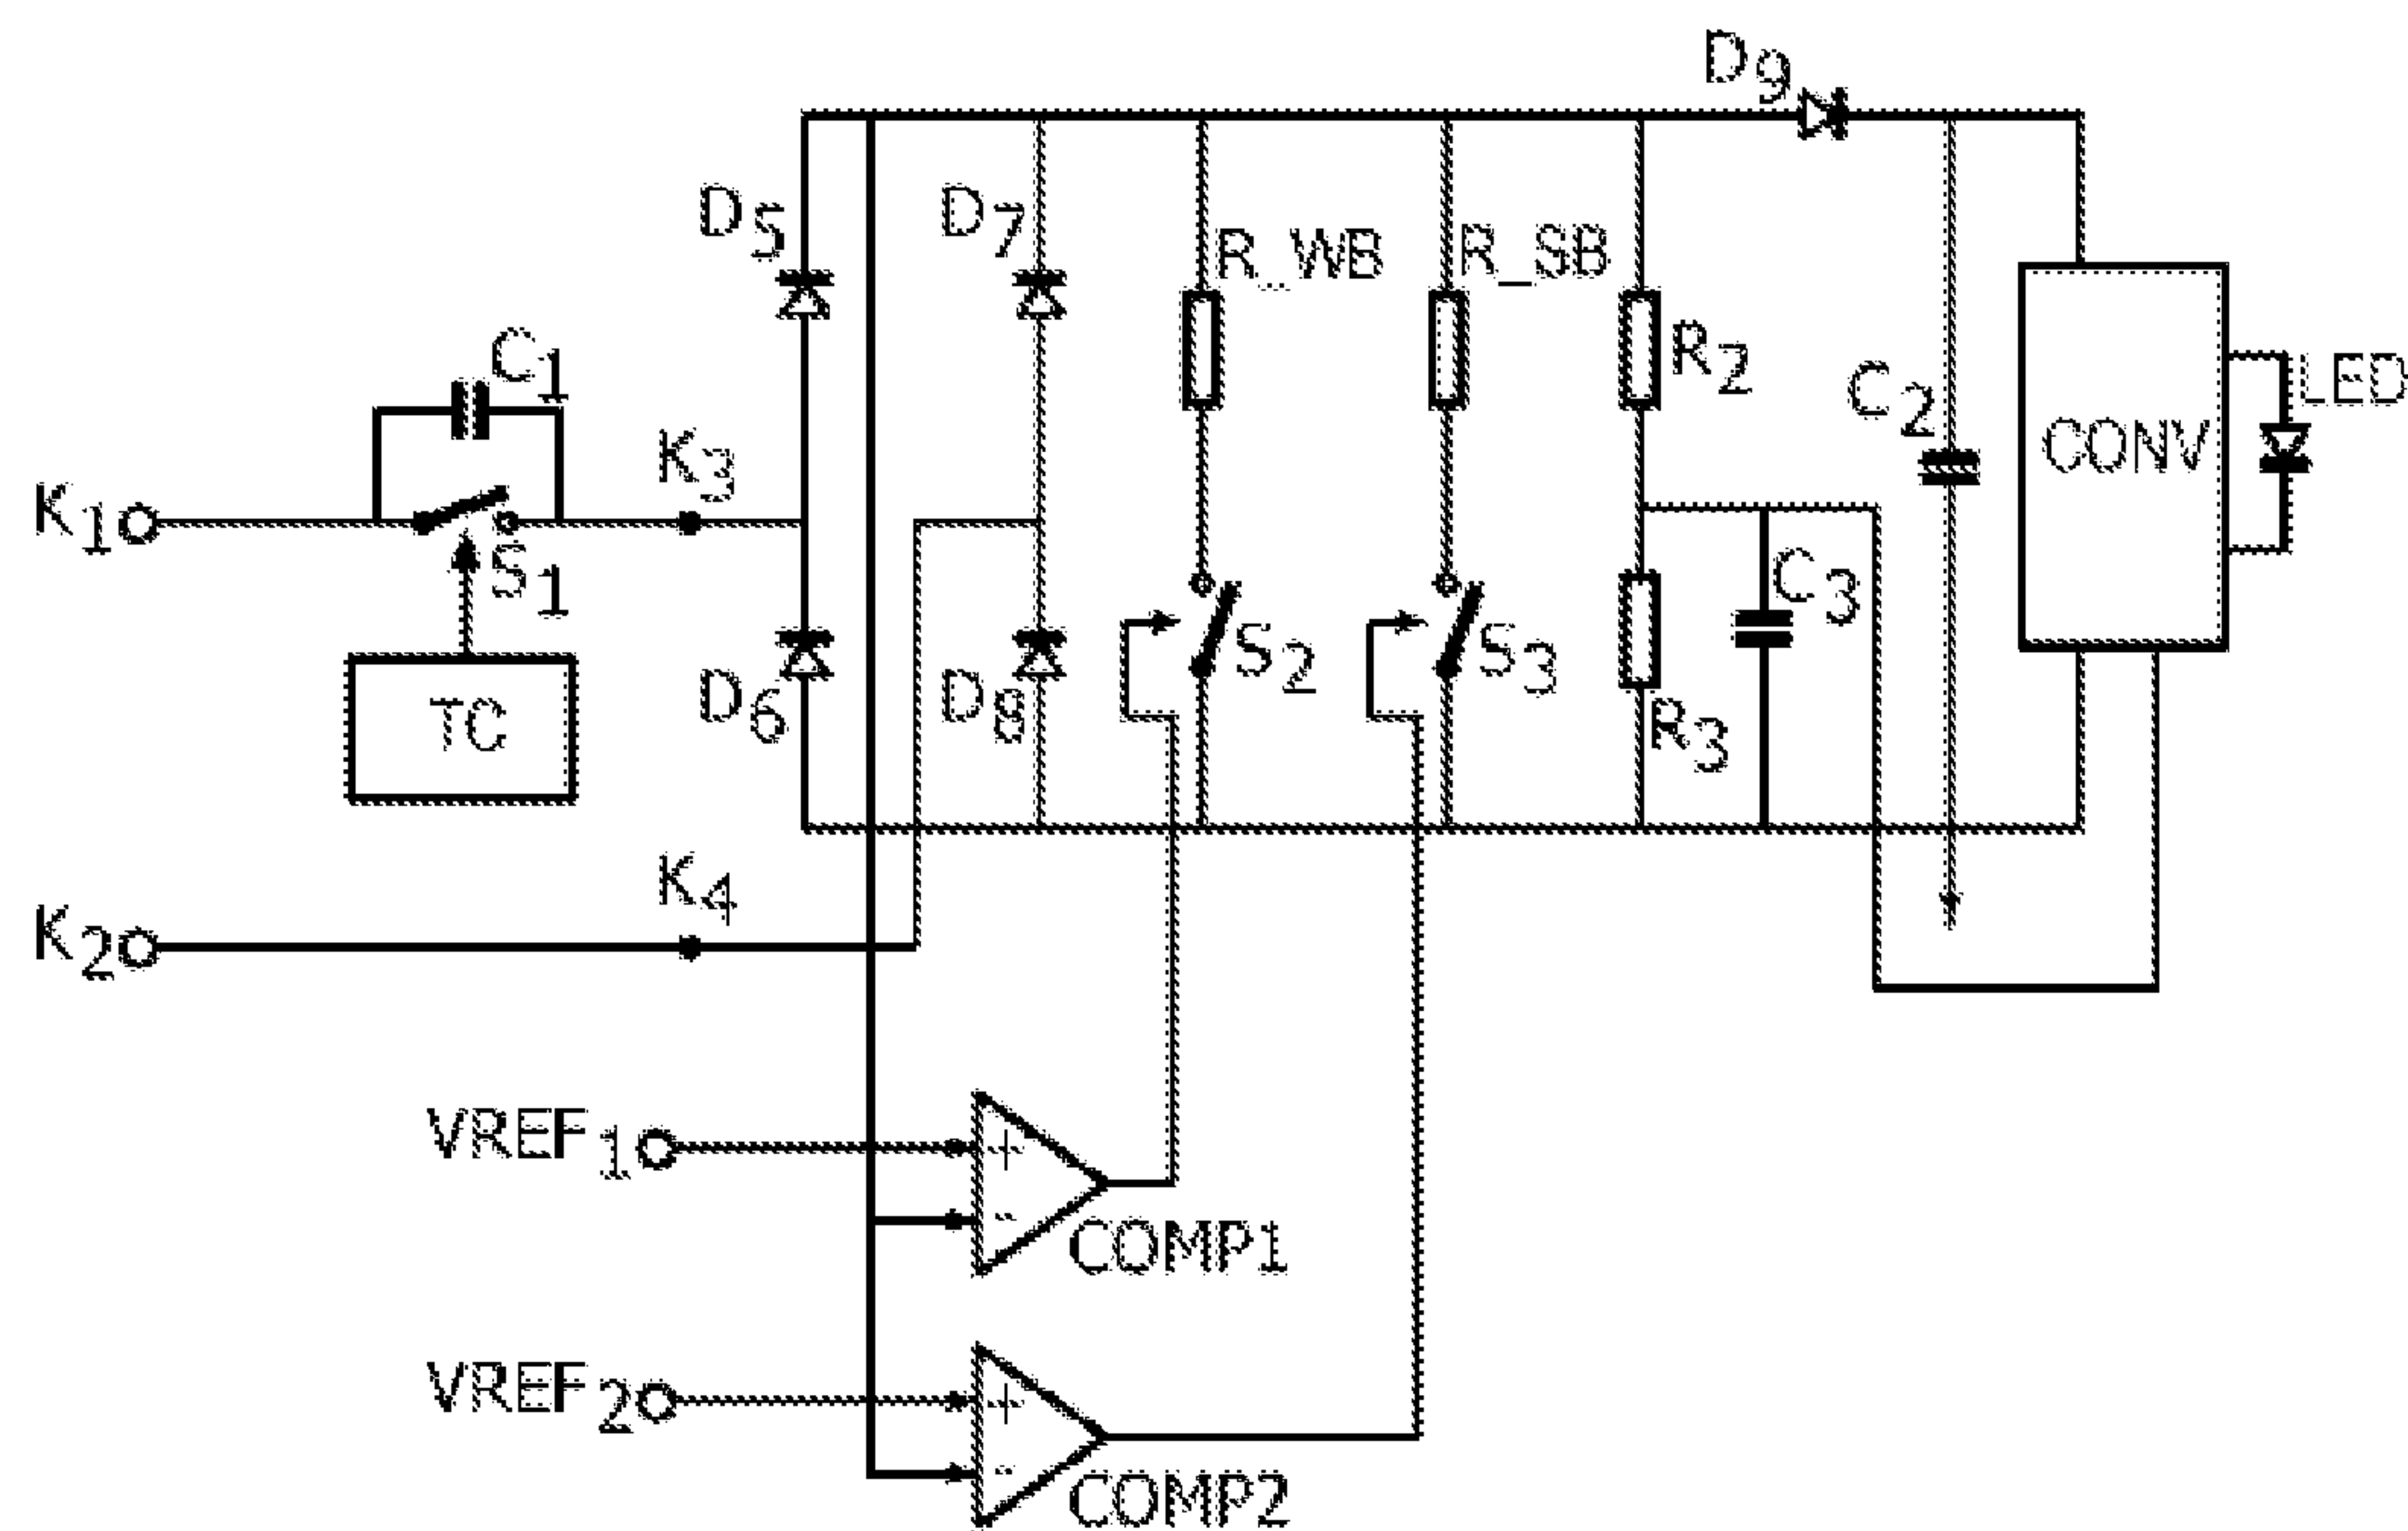 D9
D5
D7
R_WB
R_SB
C1
R2
C2
LED
CONV
K3
K1
S1
C3
S2
S3
TC
D6
D8
R3
K4
K2
VREF1
+
-
COMP1
VREF2
+
-
COMP2